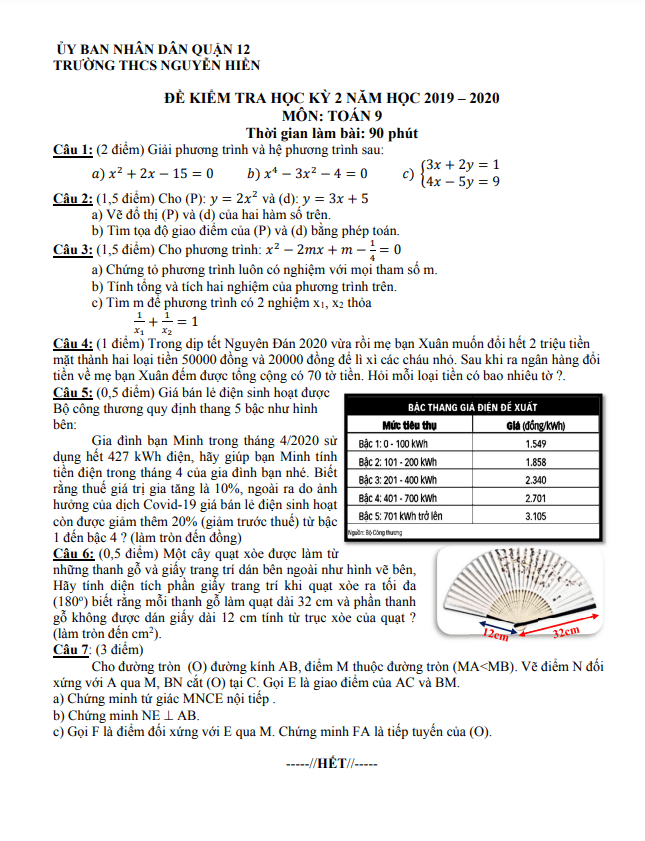 ỦY BAN NHÂN DÂN QUẬN 12
TRƯỜNG THCS NGUYỄN HIỀN
ĐỀ KIỂM TRA HỌC KỲ 2 NĂM HỌC 2019 – 2020
MÔN: TOÁN 9
Thời gian làm bài: 90 phút
Câu 1: (2 điểm) Giải phương trình và hệ phương trình sau:
a) x² + 2x − 15 = 0 b) x⁴ − 3x² − 4 = 0 c) {3x + 2y = 1
{4x − 5y = 9
Câu 2: (1,5 điểm) Cho (P): y = 2x² và (d): y = 3x + 5
a) Vẽ đồ thị (P) và (d) của hai hàm số trên.
b) Tìm tọa độ giao điểm của (P) và (d) bằng phép toán.
Câu 3: (1,5 điểm) Cho phương trình: x² − 2mx + m − 1/4 = 0
a) Chứng tỏ phương trình luôn có nghiệm với mọi tham số m.
b) Tính tổng và tích hai nghiệm của phương trình trên.
c) Tìm m để phương trình có 2 nghiệm x₁, x₂ thỏa
1/x₁ + 1/x₂ = 1
Câu 4: (1 điểm) Trong dịp tết Nguyên Đán 2020 vừa rồi mẹ bạn Xuân muốn đổi hết 2 triệu tiền
mặt thành hai loại tiền 50000 đồng và 20000 đồng để lì xì các cháu nhỏ. Sau khi ra ngân hàng đổi
tiền về mẹ bạn Xuân đếm được tổng cộng có 70 tờ tiền. Hỏi mỗi loại tiền có bao nhiêu tờ ?.
Câu 5: (0,5 điểm) Giá bán lẻ điện sinh hoạt được
Bộ công thương quy định thang 5 bậc như hình
bên:
Gia đình bạn Minh trong tháng 4/2020 sử
dụng hết 427 kWh điện, hãy giúp bạn Minh tính
tiền điện trong tháng 4 của gia đình bạn nhé. Biết
rằng thuế giá trị gia tăng là 10%, ngoài ra do ảnh
hưởng của dịch Covid-19 giá bán lẻ điện sinh hoạt
còn được giảm thêm 20% (giảm trước thuế) từ bậc
1 đến bậc 4 ? (làm tròn đến đồng)
BẬC THANG GIÁ ĐIỆN ĐỀ XUẤT
Mức tiêu thụ Giá (đồng/kWh)
Bậc 1: 0 - 100 kWh 1.549
Bậc 2: 101 - 200 kWh 1.858
Bậc 3: 201 - 400 kWh 2.340
Bậc 4: 401 - 700 kWh 2.701
Bậc 5: 701 kWh trở lên 3.105
Nguồn: Bộ Công thương
Câu 6: (0,5 điểm) Một cây quạt xòe được làm từ
những thanh gỗ và giấy trang trí dán bên ngoài như hình vẽ bên,
Hãy tính diện tích phần giấy trang trí khi quạt xòe ra tối đa
(180°) biết rằng mỗi thanh gỗ làm quạt dài 32 cm và phần thanh
gỗ không được dán giấy dài 12 cm tính từ trục xòe của quạt ?
(làm tròn đến cm²).
12cm 32cm
Câu 7: (3 điểm)
Cho đường tròn (O) đường kính AB, điểm M thuộc đường tròn (MA<MB). Vẽ điểm N đối
xứng với A qua M, BN cắt (O) tại C. Gọi E là giao điểm của AC và BM.
a) Chứng minh tứ giác MNCE nội tiếp .
b) Chứng minh NE ⊥ AB.
c) Gọi F là điểm đối xứng với E qua M. Chứng minh FA là tiếp tuyến của (O).
-----//HẾT//-----